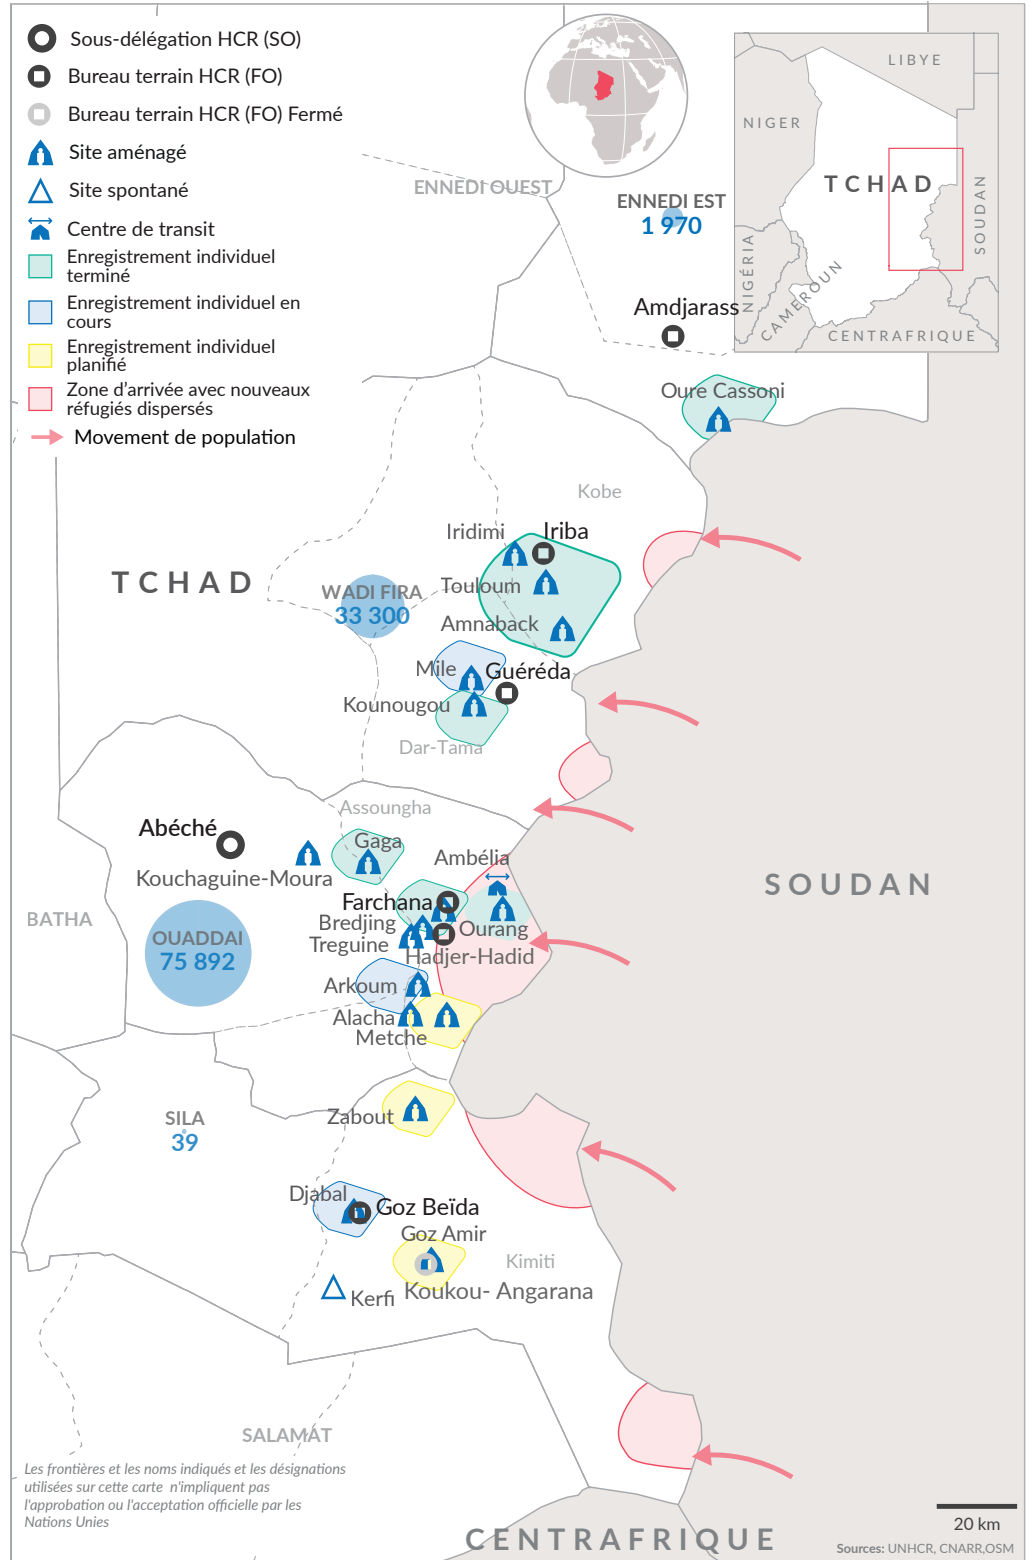 Sous-délégation HCR (SO)
Bureau terrain HCR (FO)
Bureau terrain HCR (FO) Fermé
Site aménagé
Site spontané
Centre de transit
Enregistrement individuel
terminé
Enregistrement individuel en
cours
Enregistrement individuel
planifié
Zone d'arrivée avec nouveaux
réfugiés dispersés
Movement de population
LIBYE
NIGER
TCHAD
SOUDAN
NIGÉRIA
CAMEROUN
CENTRAFRIQUE
ENNEDI OUEST
ENNEDI EST
1 970
Amdjarass
Oure Cassoni
Kobe
Iridimi
Iriba
TCHAD
WADI FIRA
33 300
Touloum
Amnaback
Mile
Guéréda
Kounougou
Dar-Tama
Assoungha
Abéché
Gaga
Kouchaguine-Moura
Ambélia
SOUDAN
Farchana
BATHA
Bredjing
Ourang
OUADDAI
75 892
Treguine
Hadjer-Hadid
Arkoum
Alacha
Metche
SILA
39
Zabout
Djabal
Goz Beïda
Goz Amir
Kimiti
Kerfi
Koukou- Angarana
SALAMAT
Les frontières et les noms indiqués et les désignations
utilisées sur cette carte n'impliquent pas
l'approbation ou l'acceptation officielle par les
Nations Unies
CENTRAFRIQUE
20 km
Sources: UNHCR, CNARR,OSM